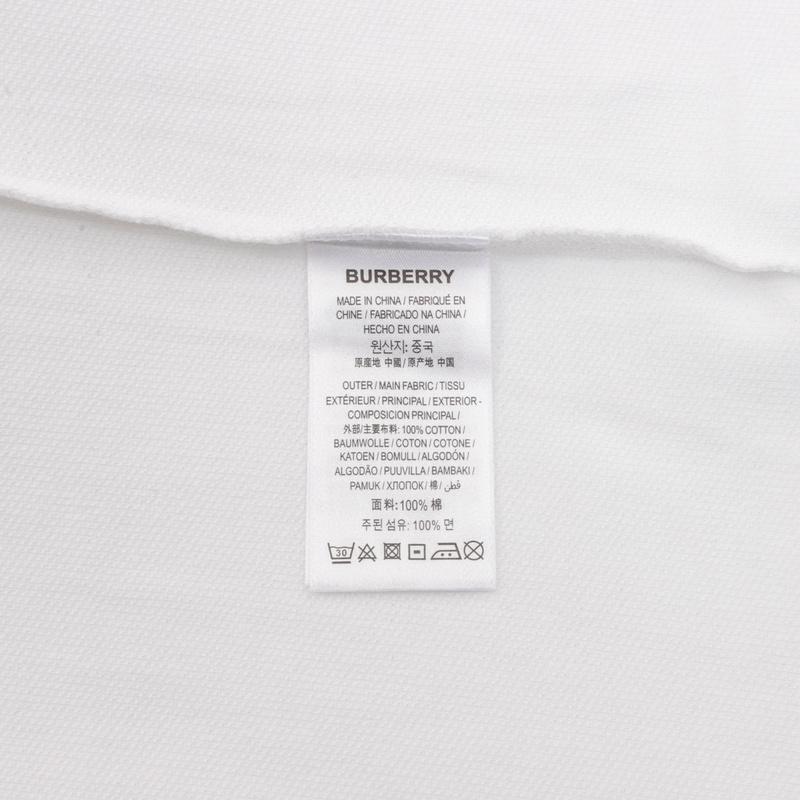 BURBERRY
MADE IN CHINA / FABRIQUÉ EN
CHINE / FABRICADO NA CHINA /
HECHO EN CHINA
원산지: 중국
原産地 中國 / 原产地 中国
OUTER / MAIN FABRIC / TISSU
EXTÉRIEUR / PRINCIPAL / EXTERIOR -
COMPOSICION PRINCIPAL /
外部/主要布料: 100% COTTON /
BAUMWOLLE / COTON / COTONE /
KATOEN / BOMULL / ALGODÓN /
ALGODÃO / PUUVILLA / BAMBAKI /
PAMUK / ХЛОПОК / 棉 / قطن
面料:100% 棉
주된 섬유: 100% 면
30